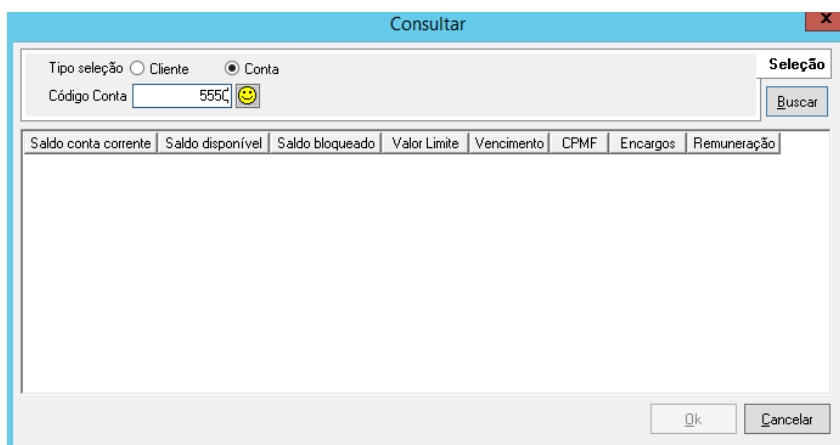 Consultar
x
Tipo seleção Cliente Conta
Seleção
Código Conta 5550
Buscar
Saldo conta corrente Saldo disponível Saldo bloqueado Valor Limite Vencimento CPMF Encargos Remuneração
Ok Cancelar